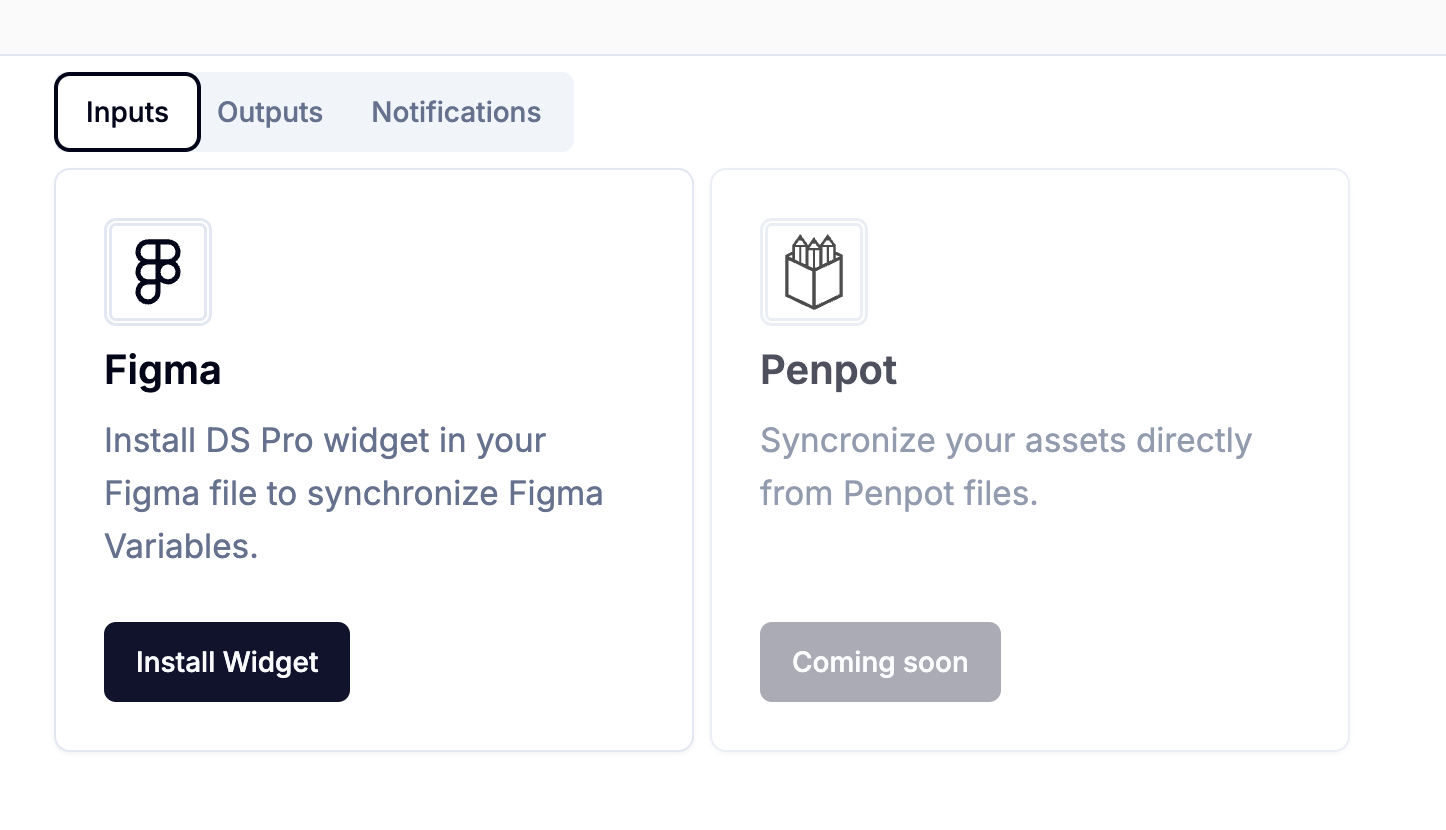 Inputs Outputs Notifications
Figma
Install DS Pro widget in your
Figma file to synchronize Figma
Variables.
Install Widget
Penpot
Syncronize your assets directly
from Penpot files.
Coming soon